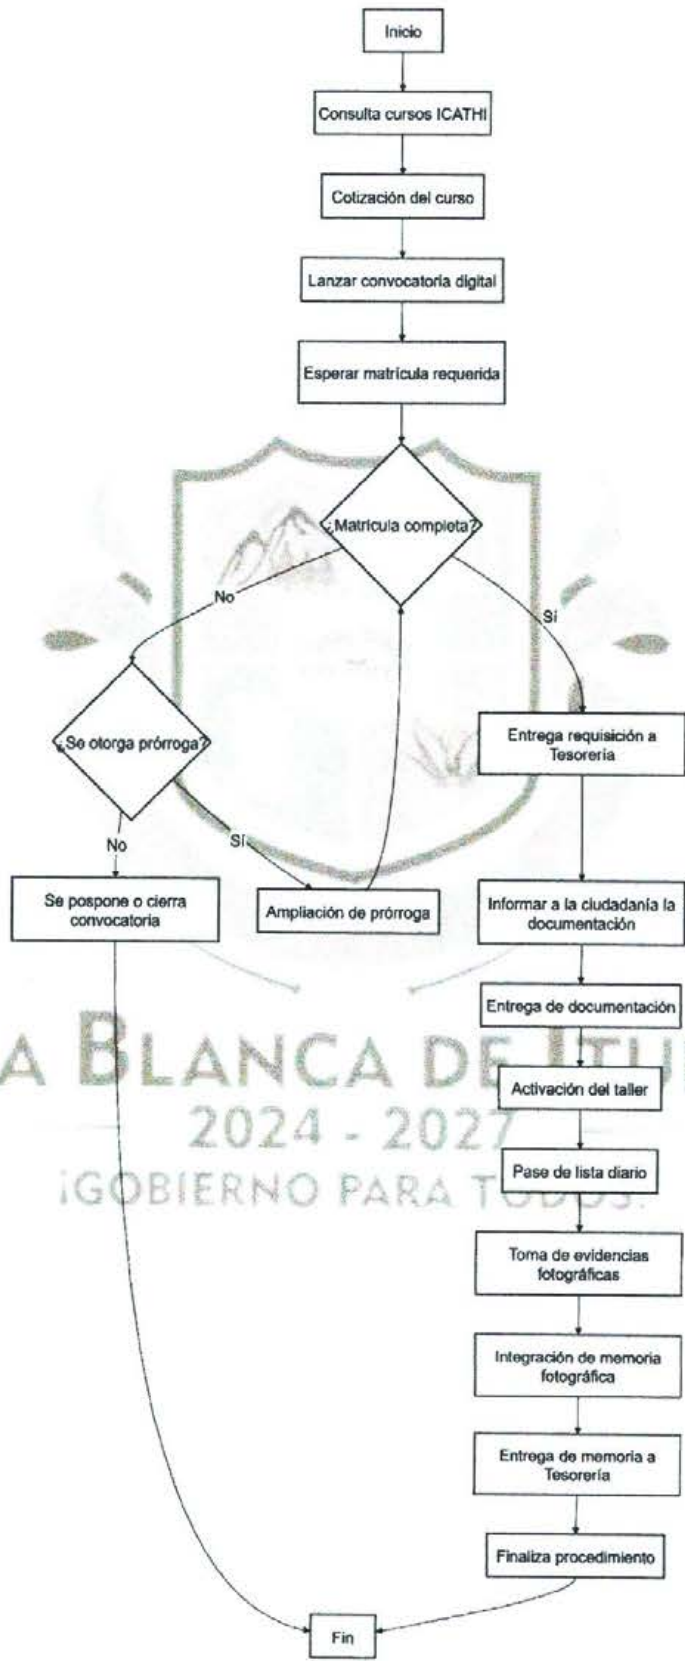 Inicio
Consulta cursos ICATHI
Cotización del curso
Lanzar convocatoria digital
Esperar matrícula requerida
¿Matrícula completa?
No
Sí
¿Se otorga prórroga?
Entrega requisición a
Tesorería
No
Sí
Se pospone o cierra
convocatoria
Ampliación de prórroga
Informar a la ciudadanía la
documentación
Entrega de documentación
A BLANCA DE ITU
Activación del taller
2024 - 2027
Pase de lista diario
¡GOBIERNO PARA TODOS!
Toma de evidencias
fotográficas
Integración de memoria
fotográfica
Entrega de memoria a
Tesorería
Finaliza procedimiento
Fin